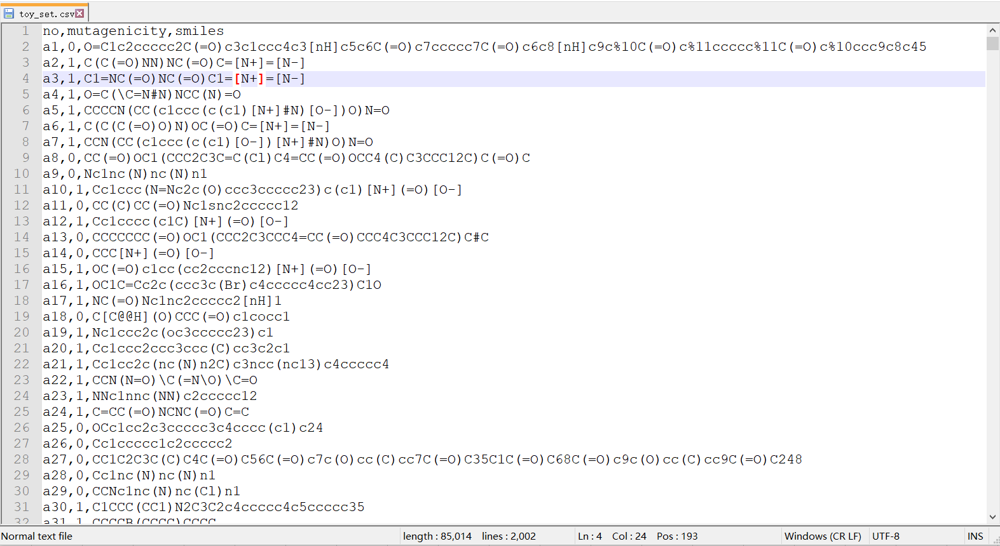 toy_set.csv
1 no,mutagenicity,smiles
2 a1,0,O=C1c2ccccc2C(=O)c3c1ccc4c3[nH]c5c6C(=O)c7ccccc7C(=O)c6c8[nH]c9c%10C(=O)c%11ccccc%11C(=O)c%10ccc9c8c45
3 a2,1,C(C(=O)NN)NC(=O)C=[N+]=[N-]
4 a3,1,C1=NC(=O)NC(=O)C1=[N+]=[N-]
5 a4,1,O=C(\C=N#N)NCC(N)=O
6 a5,1,CCCCN(CC(c1ccc(c(c1)[N+]#N)[O-])O)N=O
7 a6,1,C(C(C(=O)O)N)OC(=O)C=[N+]=[N-]
8 a7,1,CCN(CC(c1ccc(c(c1)[O-])[N+]#N)O)N=O
9 a8,0,CC(=O)OC1(CCC2C3C=C(Cl)C4=CC(=O)OCC4(C)C3CCC12C)C(=O)C
10 a9,0,Nc1nc(N)nc(N)n1
11 a10,1,Cc1ccc(N=Nc2c(O)ccc3ccccc23)c(c1)[N+](=O)[O-]
12 a11,0,CC(C)CC(=O)Nc1snc2ccccc12
13 a12,1,Cc1cccc(c1C)[N+](=O)[O-]
14 a13,0,CCCCCCC(=O)OC1(CCC2C3CCC4=CC(=O)CCC4C3CCC12C)C#C
15 a14,0,CCC[N+](=O)[O-]
16 a15,1,OC(=O)c1cc(cc2cccnc12)[N+](=O)[O-]
17 a16,1,OC1C=Cc2c(ccc3c(Br)c4ccccc4cc23)C1O
18 a17,1,NC(=O)Nc1nc2ccccc2[nH]1
19 a18,0,C[C@@H](O)CCC(=O)c1cocc1
20 a19,1,Nc1ccc2c(oc3ccccc23)c1
21 a20,1,Cc1ccc2ccc3ccc(C)cc3c2c1
22 a21,1,Cc1cc2c(nc(N)n2C)c3ncc(nc13)c4ccccc4
23 a22,1,CCN(N=O)\C(=N\O)\C=O
24 a23,1,NNc1nnc(NN)c2ccccc12
25 a24,1,C=CC(=O)NCNC(=O)C=C
26 a25,0,OCc1cc2c3ccccc3c4cccc(c1)c24
27 a26,0,Cc1ccccc1c2ccccc2
28 a27,0,CC1C2C3C(C)C4C(=O)C56C(=O)c7c(O)cc(C)cc7C(=O)C35C1C(=O)C68C(=O)c9c(O)cc(C)cc9C(=O)C248
29 a28,0,Cc1nc(N)nc(N)n1
30 a29,0,CCNc1nc(N)nc(Cl)n1
31 a30,1,C1CCC(CC1)N2C3C2c4ccccc4c5ccccc35
32 a31,1,CCCCB(CCCC)CCCC
Normal text file length : 85,014 lines : 2,002 Ln : 4 Col : 24 Pos : 193 Windows (CR LF) UTF-8 INS